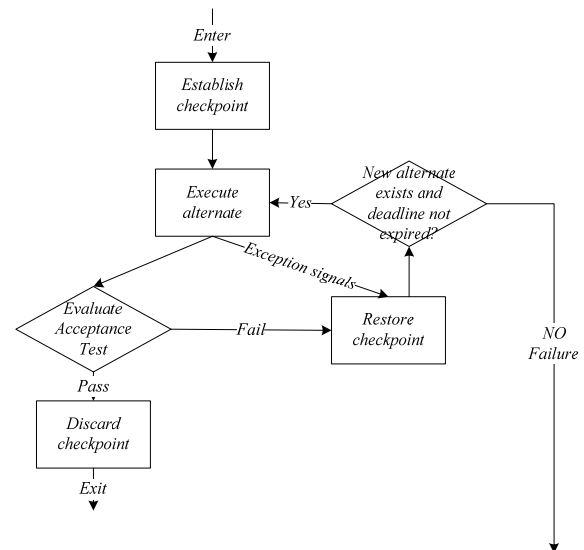 Enter
Establish
checkpoint
Execute
alternate
New alternate
exists and
deadline not
expired?
Yes
Exception signals
Evaluate
Acceptance
Test
Fail
Restore
checkpoint
NO
Failure
Pass
Discard
checkpoint
Exit